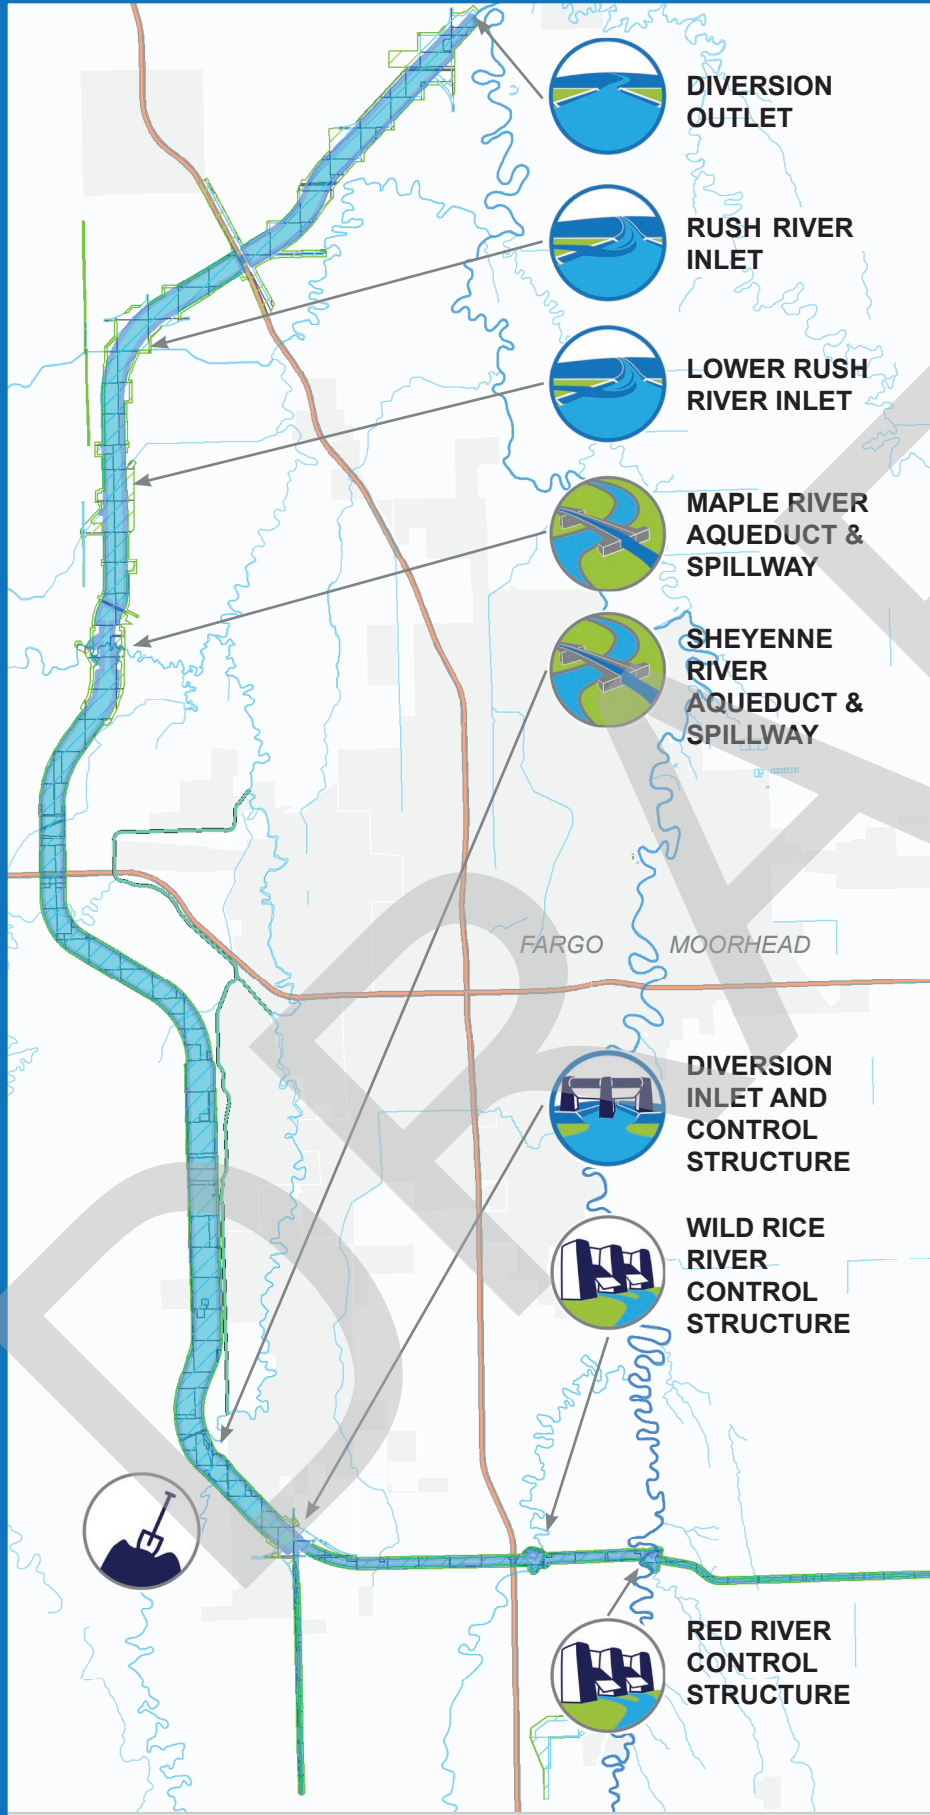 DIVERSION
OUTLET
RUSH RIVER
INLET
LOWER RUSH
RIVER INLET
MAPLE RIVER
AQUEDUCT &
SPILLWAY
SHEYENNE
RIVER
AQUEDUCT &
SPILLWAY
FARGO
MOORHEAD
DIVERSION
INLET AND
CONTROL
STRUCTURE
WILD RICE
RIVER
CONTROL
STRUCTURE
RED RIVER
CONTROL
STRUCTURE
DRA